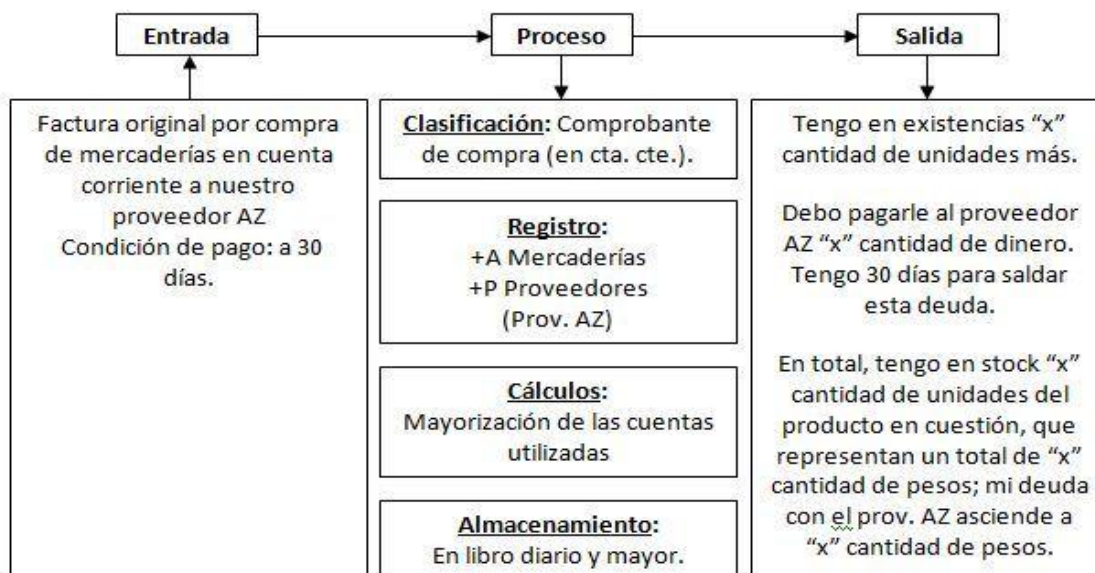 Entrada
Proceso
Salida
Factura original por compra
de mercaderías en cuenta
corriente a nuestro
proveedor AZ
Condición de pago: a 30
días.
Clasificación: Comprobante
de compra (en cta. cte.).
Registro:
+A Mercaderías
+P Proveedores
(Prov. AZ)
Cálculos:
Mayorización de las cuentas
utilizadas
Almacenamiento:
En libro diario y mayor.
Tengo en existencias “x”
cantidad de unidades más.
Debo pagarle al proveedor
AZ “x” cantidad de dinero.
Tengo 30 días para saldar
esta deuda.
En total, tengo en stock “x”
cantidad de unidades del
producto en cuestión, que
representan un total de “x”
cantidad de pesos; mi deuda
con el prov. AZ asciende a
“x” cantidad de pesos.